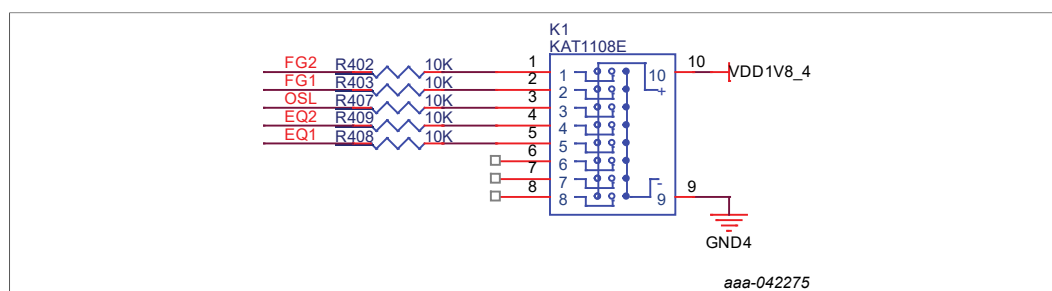 K1
KAT1108E
FG2 R402 10K 1 1 10 10 VDD1V8_4
FG1 R403 10K 2 2 +
OSL R407 10K 3 3
EQ2 R409 10K 4 4
EQ1 R408 10K 5 5
6 6
7 7 -
8 8 9 9
GND4
aaa-042275